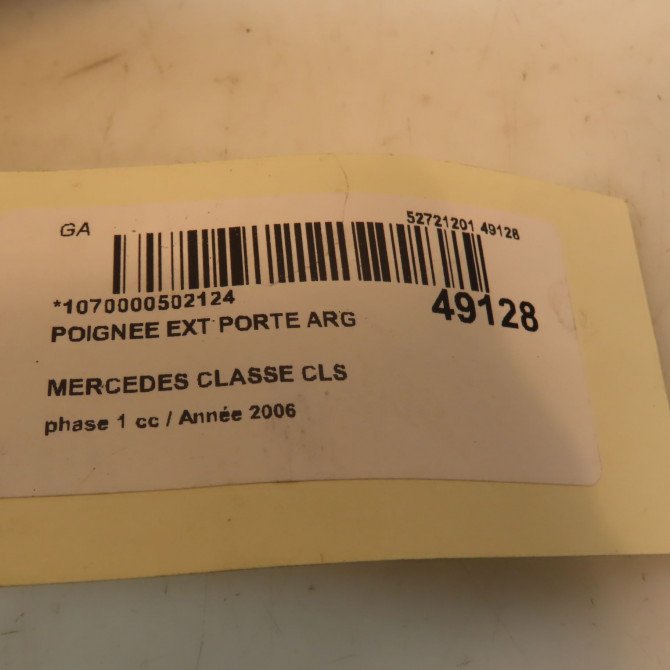 GA
52721201 49128
*1070000502124
49128
POIGNEE EXT PORTE ARG
MERCEDES CLASSE CLS
phase 1 cc / Année 2006